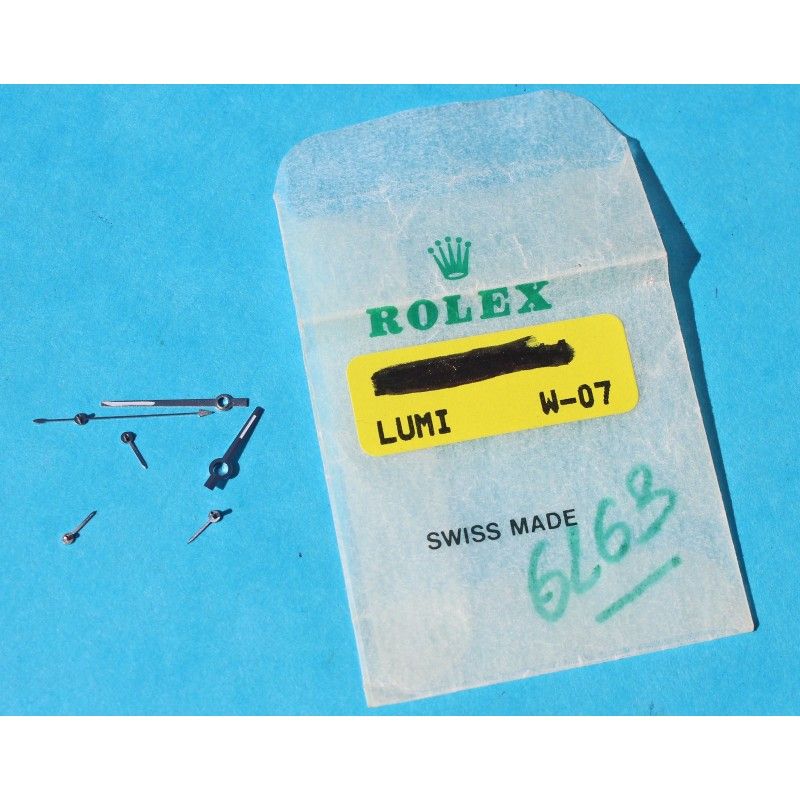 ROLEX
LUMI W-07
SWISS MADE
6263